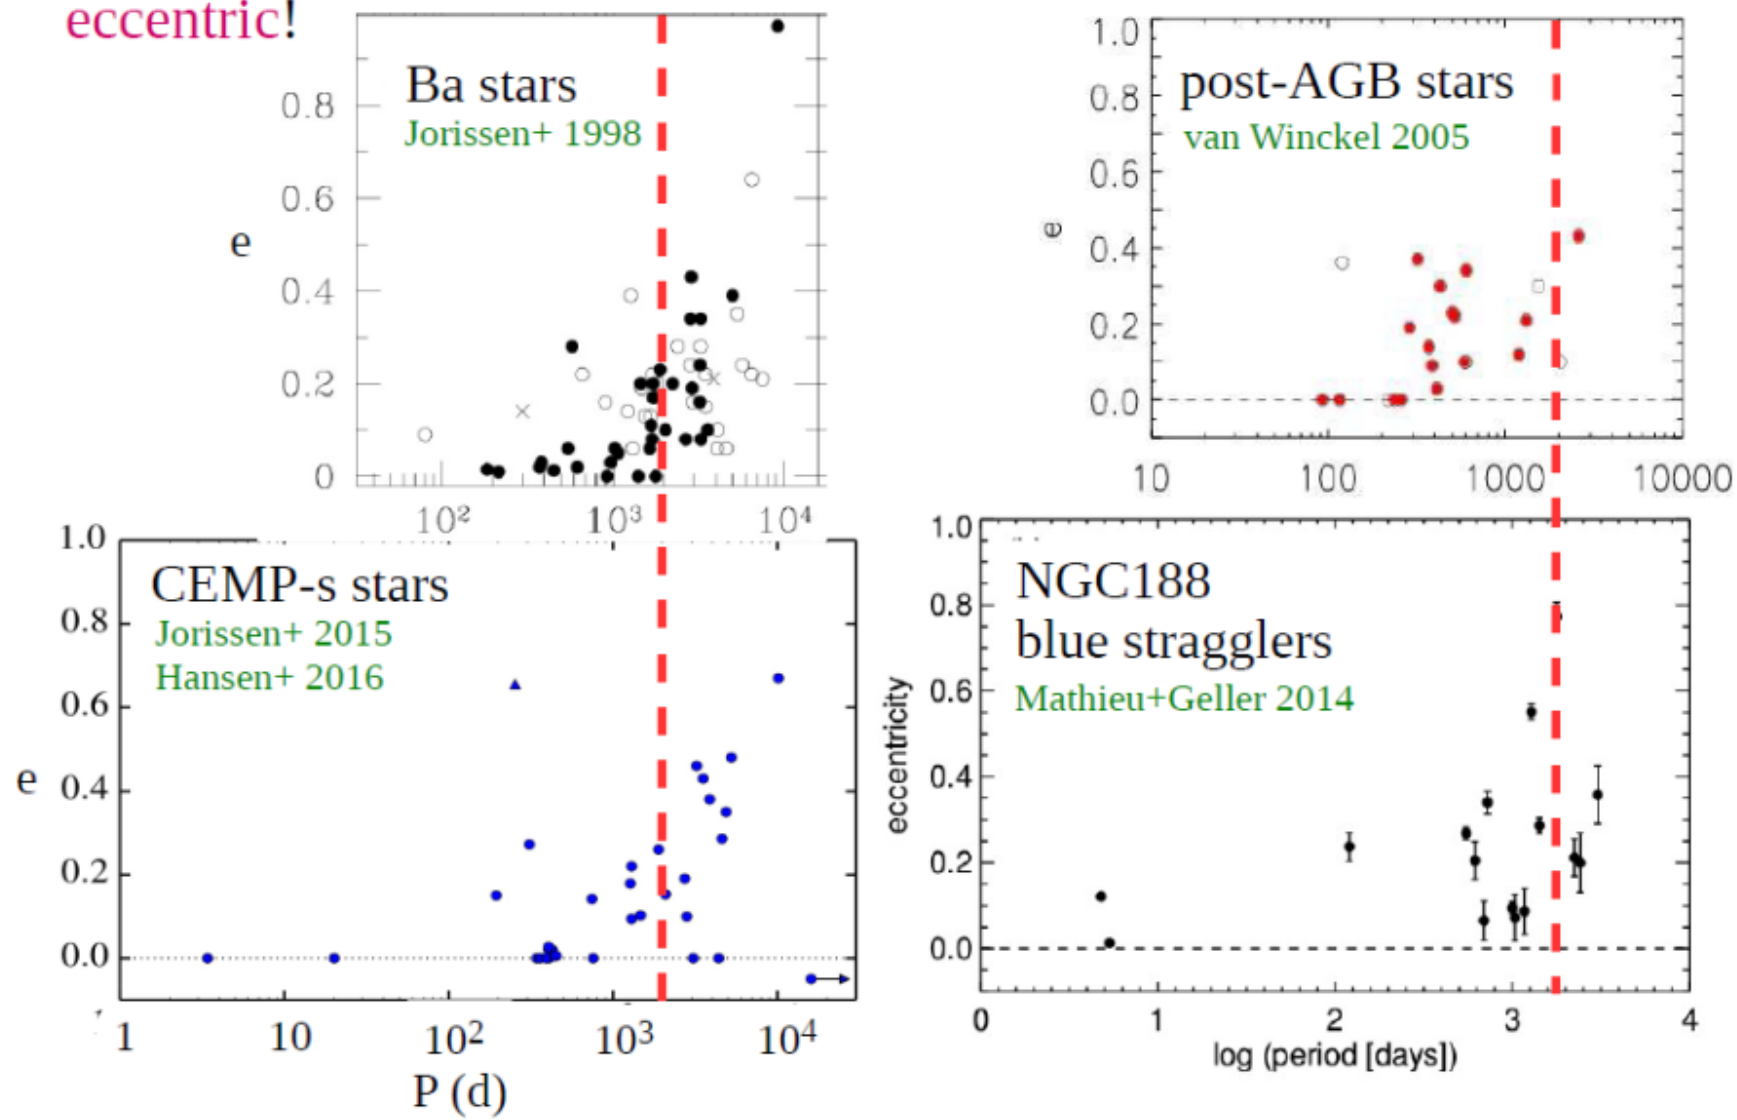 eccentric!
Ba stars
Jorissen+ 1998
0.8
0.6
e
0.4
0.2
0
10²
10³
10⁴
post-AGB stars
van Winckel 2005
1.0
0.8
0.6
e
0.4
0.2
0.0
10
100
1000
10000
CEMP-s stars
Jorissen+ 2015
Hansen+ 2016
1.0
0.8
0.6
e
0.4
0.2
0.0
1
10
10²
10³
10⁴
P (d)
NGC188
blue stragglers
Mathieu+Geller 2014
1.0
0.8
0.6
eccentricity
0.4
0.2
0.0
0
1
2
3
4
log (period [days])